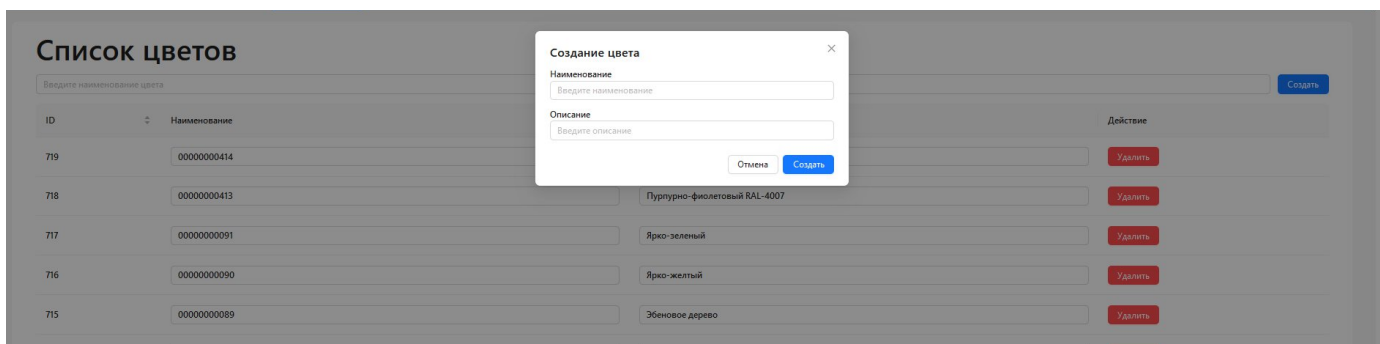 Список цветов
Введите наименование цвета
Создать
ID Наименование Действие
719 00000000414 Удалить
718 00000000413 Пурпурно-фиолетовый RAL-4007 Удалить
717 00000000091 Ярко-зеленый Удалить
716 00000000090 Ярко-желтый Удалить
715 00000000089 Эбеновое дерево Удалить
Создание цвета
Наименование
Введите наименование
Описание
Введите описание
Отмена Создать